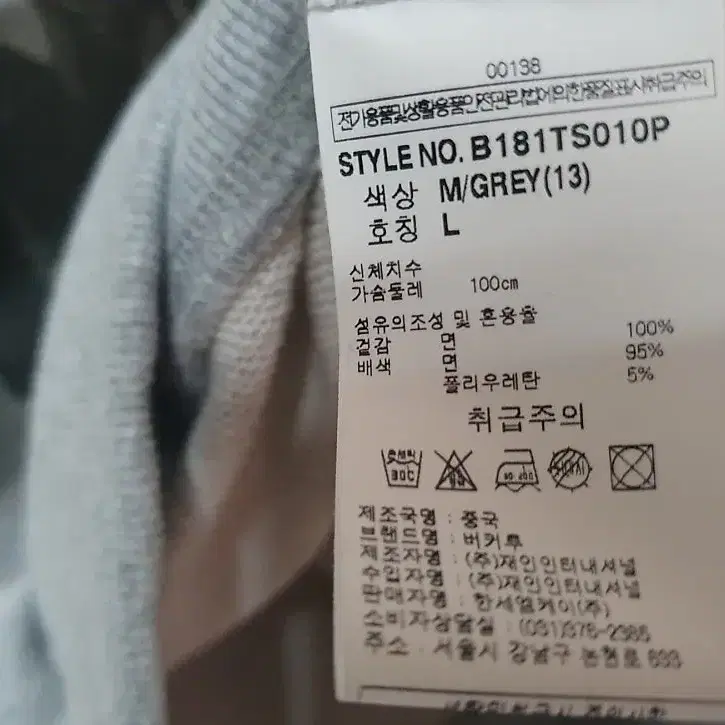 00138
전기용품및생활용품안전관리법에의한품질표시취급주의
STYLE NO. B181TS010P
색상 M/GREY(13)
호칭 L
신체치수
가슴둘레 100cm
섬유의조성 및 혼용율
겉감 면 100%
배색 면 95%
폴리우레탄 5%
취급주의
제조국명 : 중국
브랜드명 : 버커루
제조자명 : (주)재인인터내셔널
수입자명 : (주)재인인터내셔널
판매자명 : 한세엠케이(주)
소비자상담실 :
주소 : 서울시 강남구 논현로 633